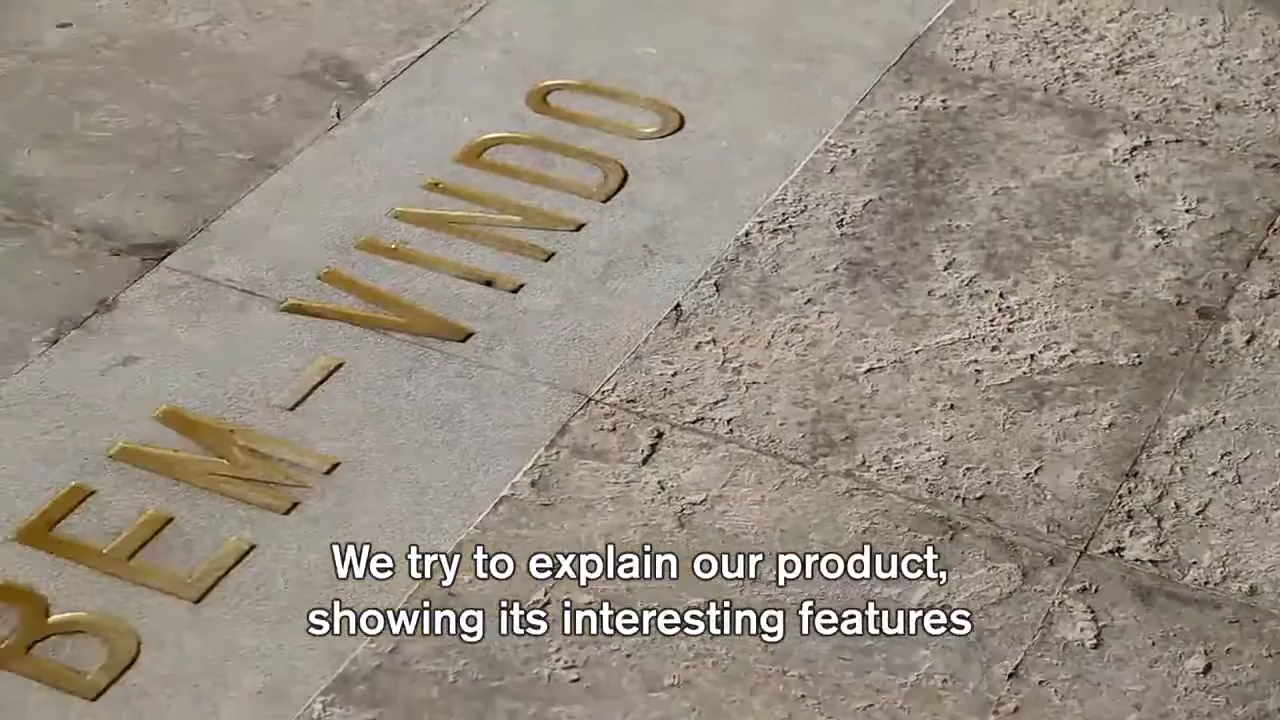 BEM-VINDO
We try to explain our product,
showing its interesting features